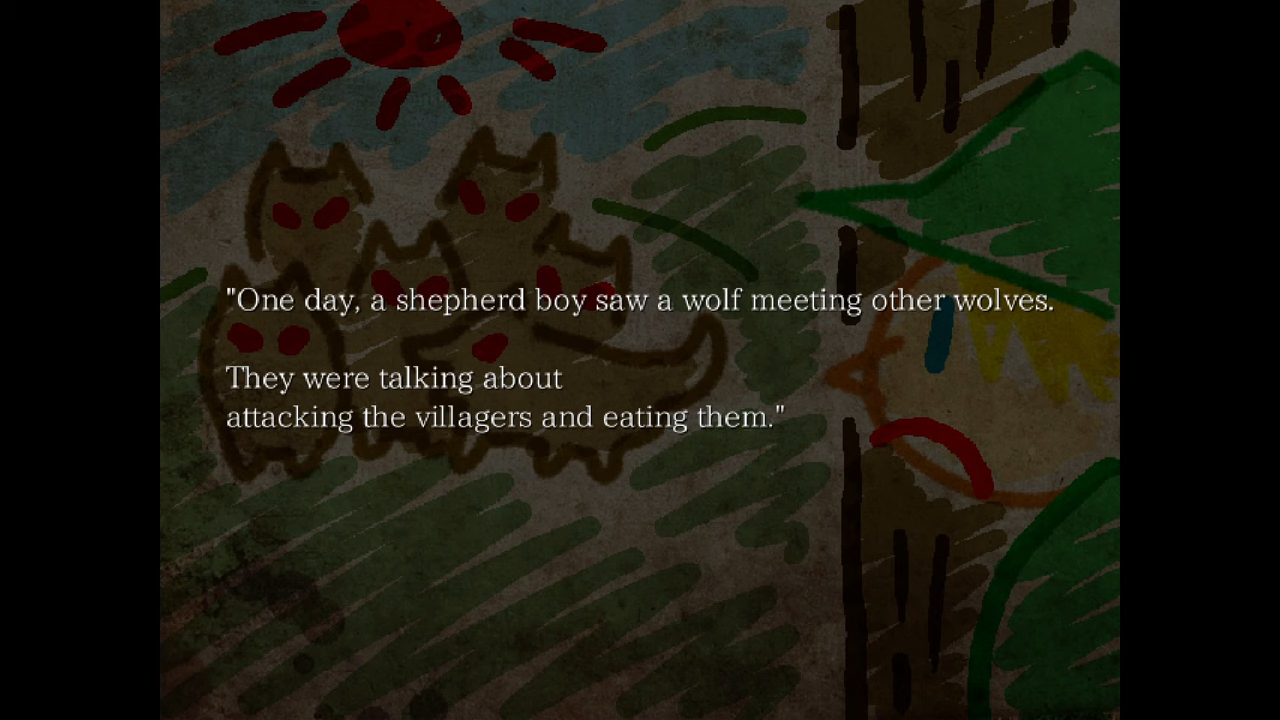 "One day, a shepherd boy saw a wolf meeting other wolves.
They were talking about
attacking the villagers and eating them."